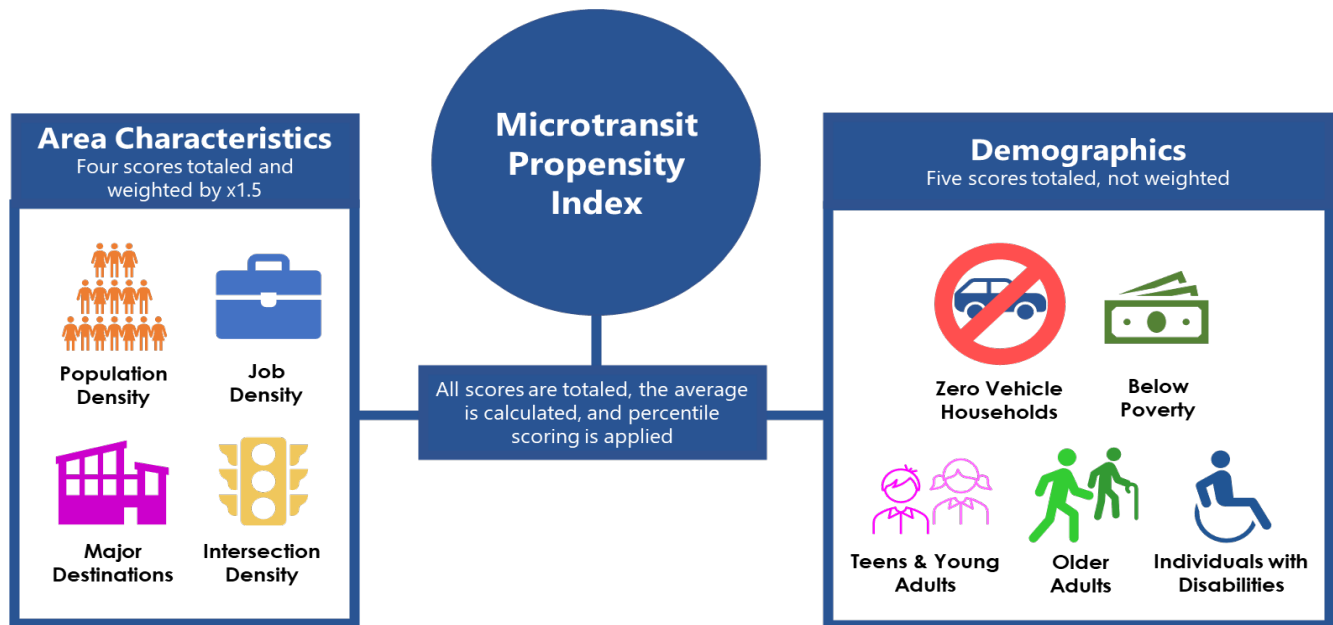 Microtransit
Propensity
Index
Area Characteristics
Four scores totaled and
weighted by x1.5
Population
Density
Job
Density
Major
Destinations
Intersection
Density
All scores are totaled, the average
is calculated, and percentile
scoring is applied
Demographics
Five scores totaled, not weighted
Zero Vehicle
Households
Below
Poverty
Teens & Young
Adults
Older
Adults
Individuals with
Disabilities